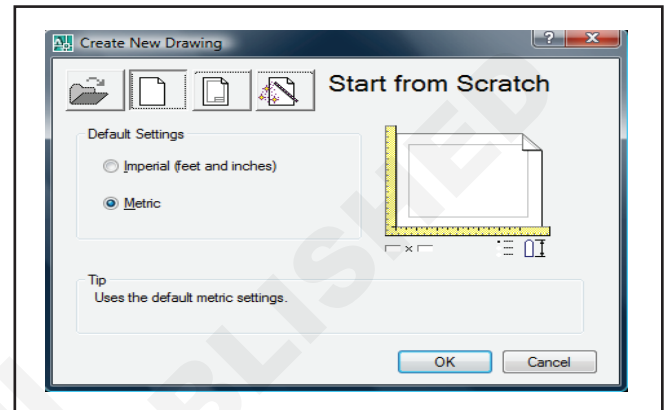 Create New Drawing
Start from Scratch
Default Settings
Imperial (feet and inches)
Metric
Tip
Uses the default metric settings.
OK
Cancel